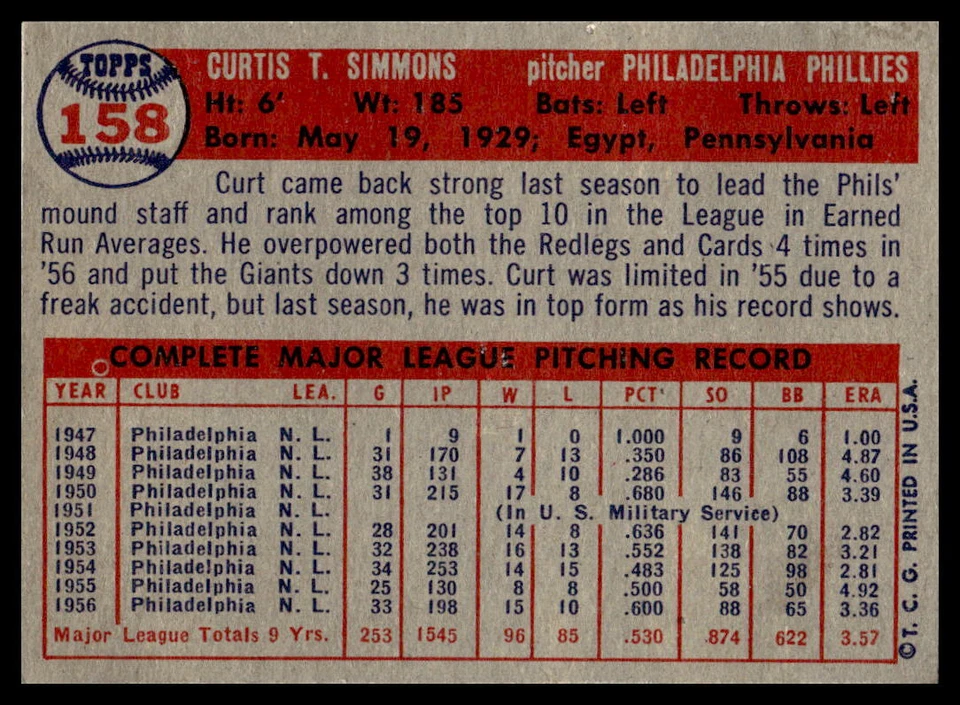 TOPPS
158
CURTIS T. SIMMONS pitcher PHILADELPHIA PHILLIES
Ht: 6' Wt: 185 Bats: Left Throws: Left
Born: May 19, 1929; Egypt, Pennsylvania
Curt came back strong last season to lead the Phils'
mound staff and rank among the top 10 in the League in Earned
Run Averages. He overpowered both the Redlegs and Cards 4 times in
'56 and put the Giants down 3 times. Curt was limited in '55 due to a
freak accident, but last season, he was in top form as his record shows.
COMPLETE MAJOR LEAGUE PITCHING RECORD
YEAR CLUB LEA. G IP W L PCT' SO BB ERA
1947 Philadelphia N. L. 1 9 1 0 1.000 9 6 1.00
1948 Philadelphia N. L. 31 170 7 13 .350 86 108 4.87
1949 Philadelphia N. L. 38 131 4 10 .286 83 55 4.60
1950 Philadelphia N. L. 31 215 17 8 .680 146 88 3.39
1951 Philadelphia N. L. (In U. S. Military Service)
1952 Philadelphia N. L. 28 201 14 8 .636 141 70 2.82
1953 Philadelphia N. L. 32 238 16 13 .552 138 82 3.21
1954 Philadelphia N. L. 34 253 14 15 .483 125 98 2.81
1955 Philadelphia N. L. 25 130 8 8 .500 58 50 4.92
1956 Philadelphia N. L. 33 198 15 10 .600 88 65 3.36
Major League Totals 9 Yrs. 253 1545 96 85 .530 .874 622 3.57
©T. C. G. PRINTED IN U.S.A.